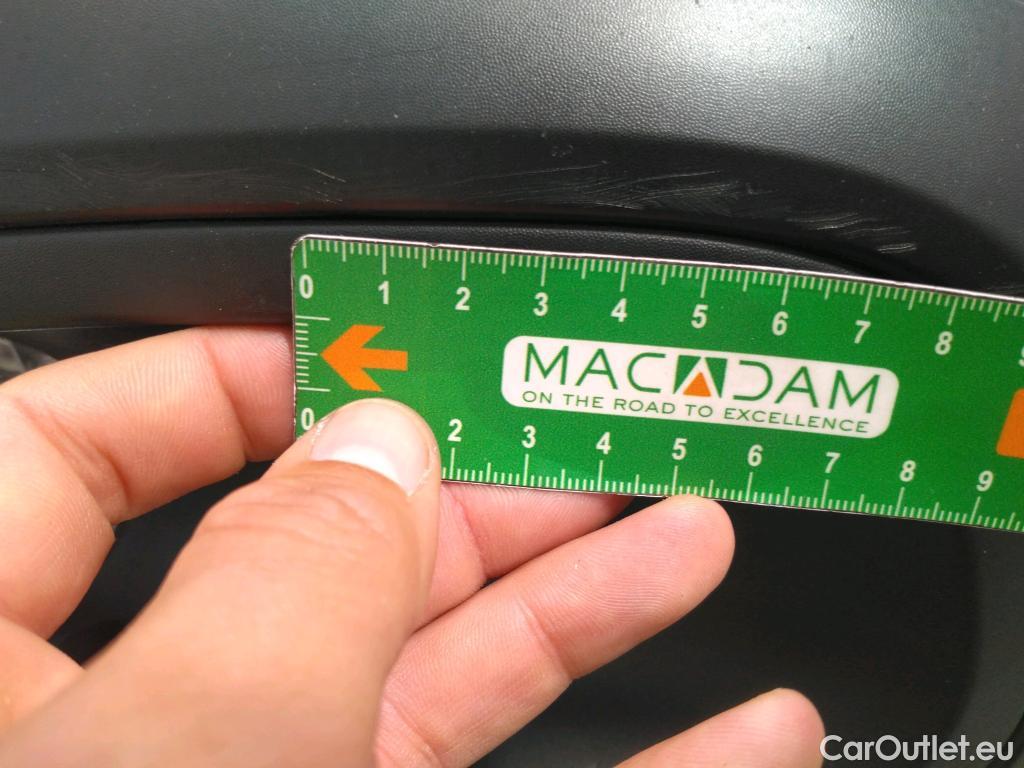 0 1 2 3 4 5 6 7 8
MACADAM
ON THE ROAD TO EXCELLENCE
0 2 3 4 5 6 7 8 9
CarOutlet.eu